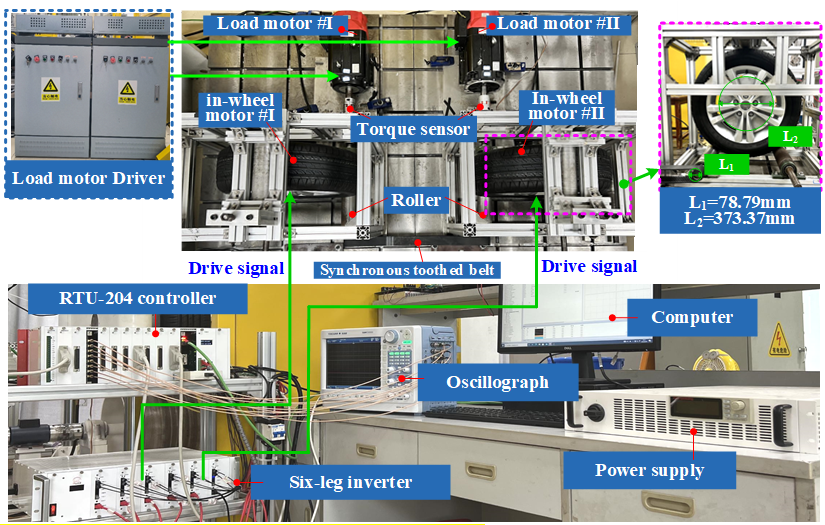 Load motor #I
Load motor #II
in-wheel
motor #I
In-wheel
motor #II
Torque sensor
L₂
L₁
Load motor Driver
Roller
L₁=78.79mm
L₂=373.37mm
Drive signal
Synchronous toothed belt
Drive signal
RTU-204 controller
Computer
Oscillograph
Six-leg inverter
Power supply